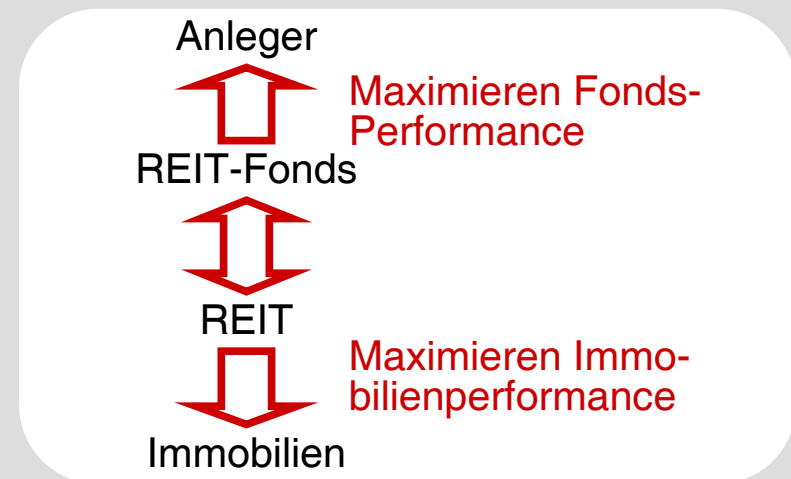 Anleger
Maximieren Fonds-
Performance
REIT-Fonds
REIT
Maximieren Immo-
bilienperformance
Immobilien